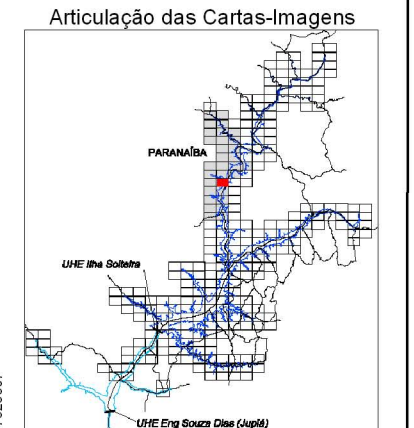 Articulação das Cartas-Imagens
PARANAÍBA
UHE Ilha Solteira
UHE Eng Souza Dias (Jupiá)